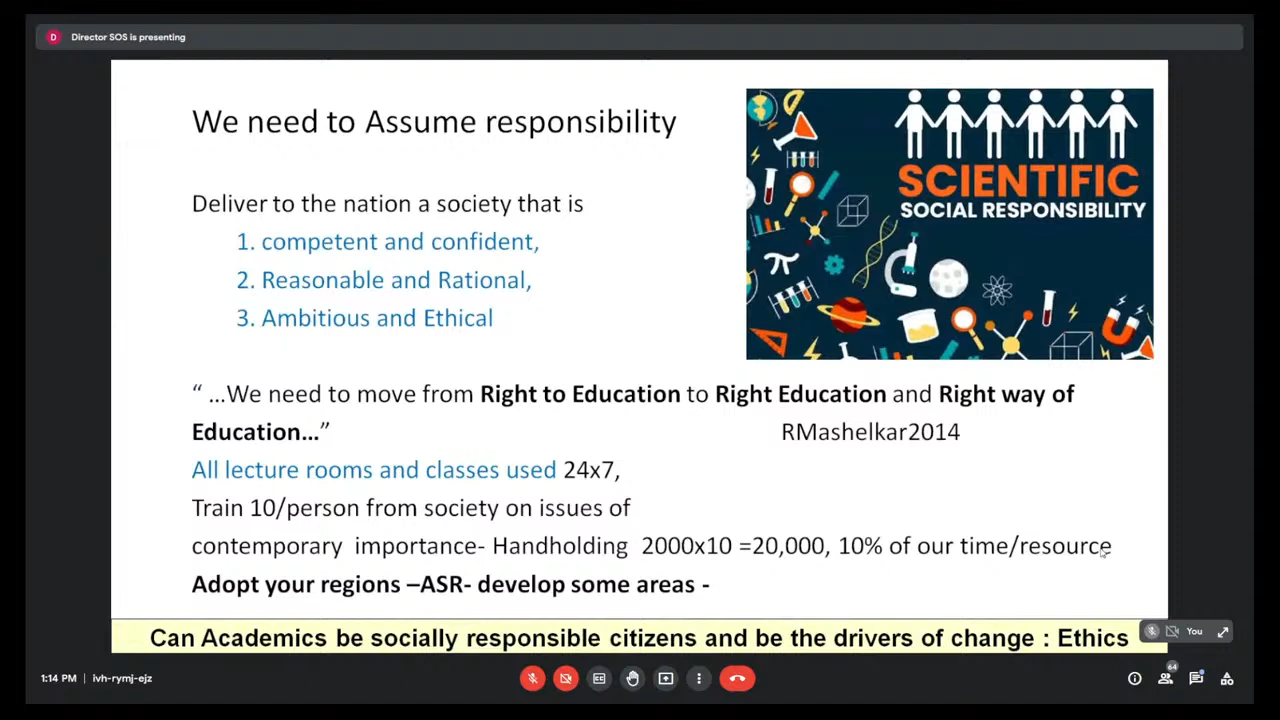 D Director SOS is presenting
We need to Assume responsibility
SCIENTIFIC
SOCIAL RESPONSIBILITY
Deliver to the nation a society that is
1. competent and confident,
2. Reasonable and Rational,
3. Ambitious and Ethical
“ …We need to move from Right to Education to Right Education and Right way of
Education…” RMashelkar2014
All lecture rooms and classes used 24x7,
Train 10/person from society on issues of
contemporary importance- Handholding 2000x10 =20,000, 10% of our time/resource
Adopt your regions –ASR- develop some areas -
Can Academics be socially responsible citizens and be the drivers of change : Ethics
You
1:14 PM | ivh-rymj-ejz
64